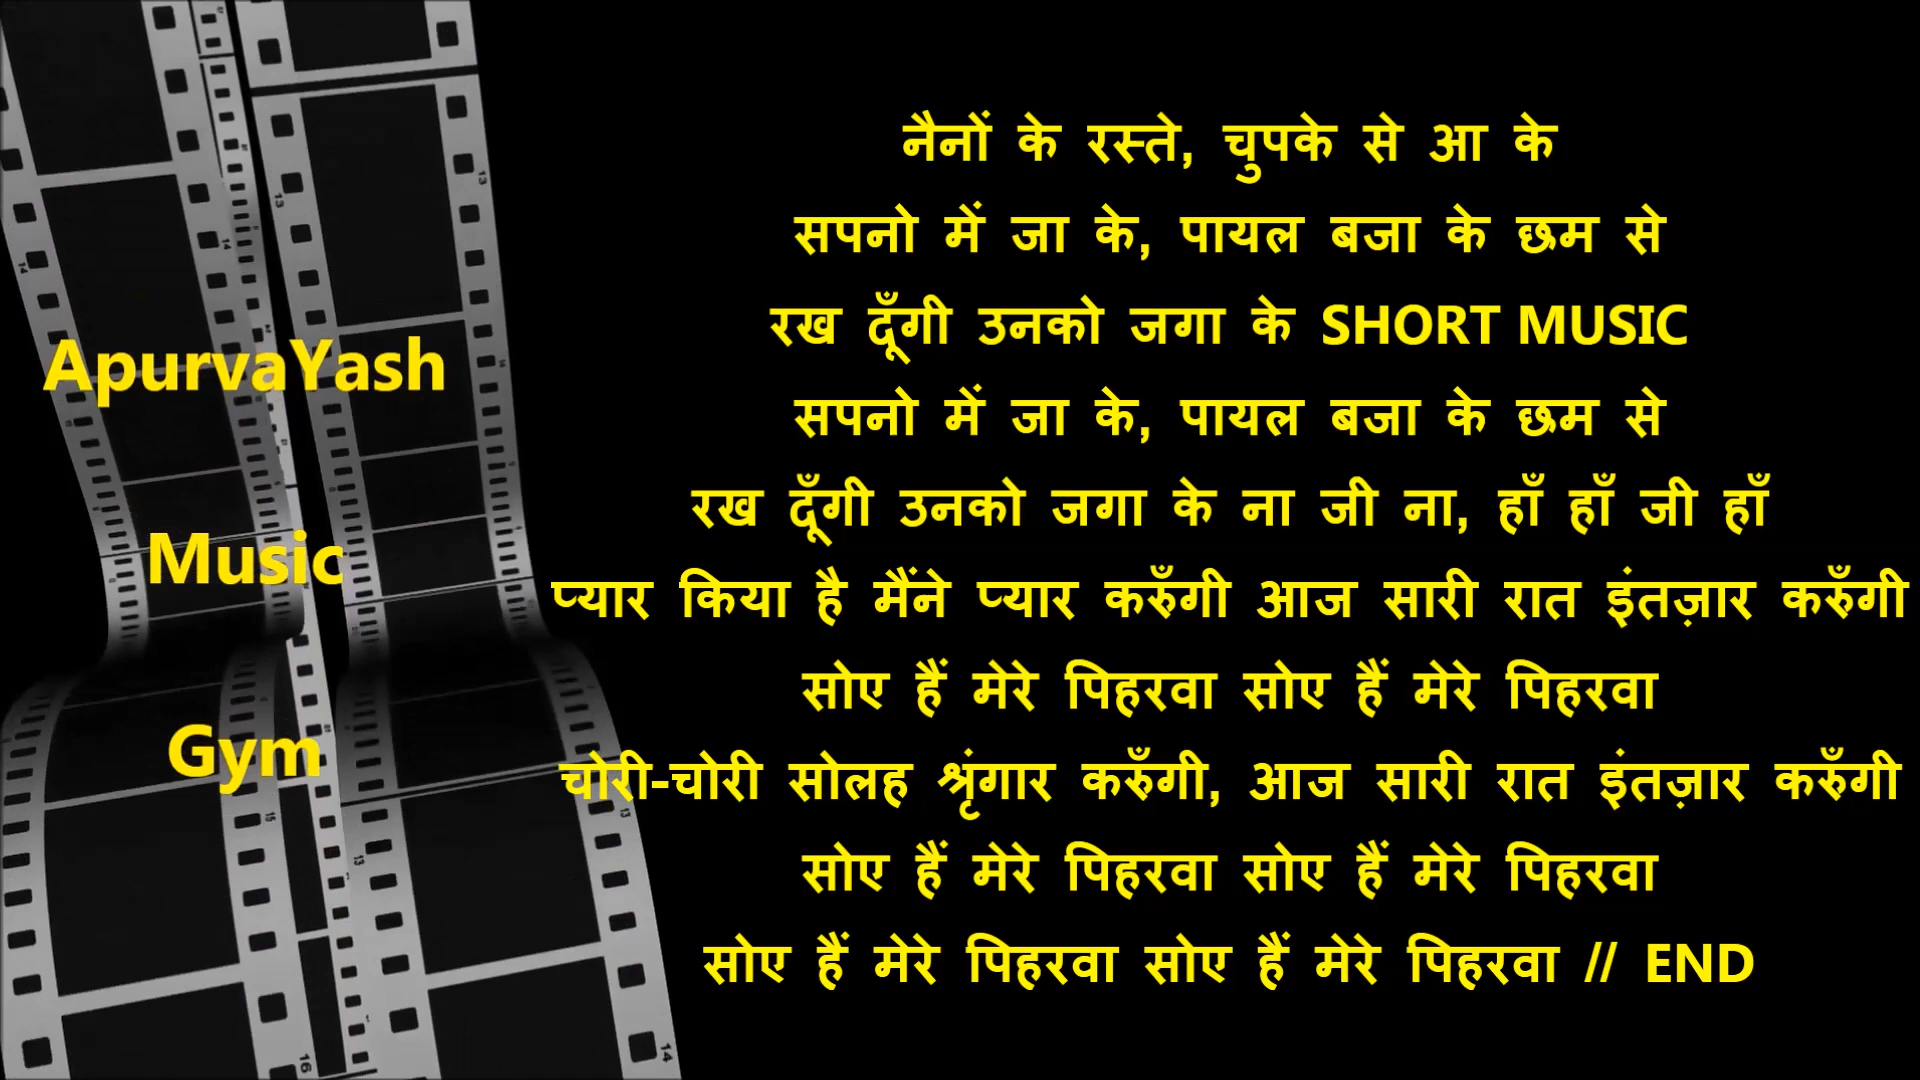 ApurvaYash
Music
Gym
नैनों के रस्ते, चुपके से आ के
सपनो में जा के, पायल बजा के छम से
रख दूँगी उनको जगा के SHORT MUSIC
सपनो में जा के, पायल बजा के छम से
रख दूँगी उनको जगा के ना जी ना, हाँ हाँ जी हाँ
प्यार किया है मैंने प्यार करुँगी आज सारी रात इंतज़ार करुँगी
सोए हैं मेरे पिहरवा सोए हैं मेरे पिहरवा
चोरी-चोरी सोलह श्रृंगार करुँगी, आज सारी रात इंतज़ार करुँगी
सोए हैं मेरे पिहरवा सोए हैं मेरे पिहरवा
सोए हैं मेरे पिहरवा सोए हैं मेरे पिहरवा // END